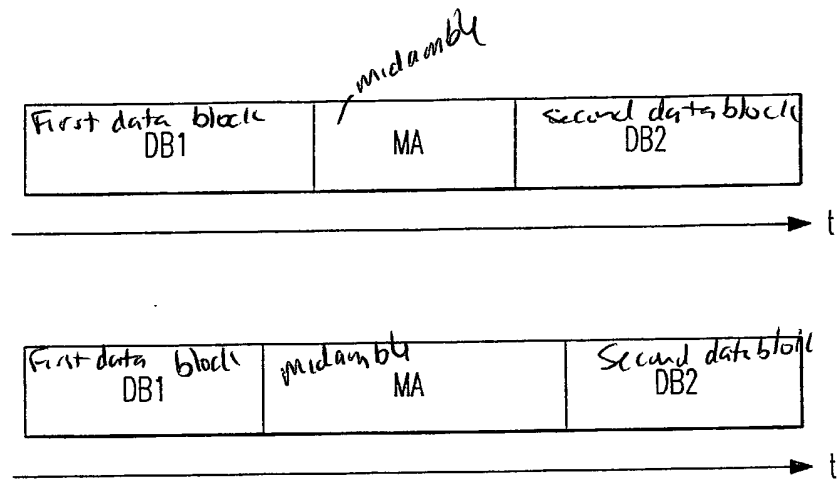 midamble
First data block second data block
DB1 MA DB2
t
First data block midamble Second data block
DB1 MA DB2
t